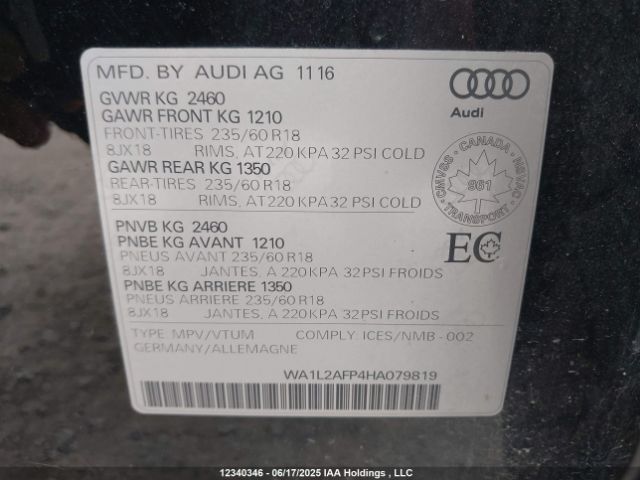 MFD. BY AUDI AG 1116
GVWR KG 2460
GAWR FRONT KG 1210
FRONT-TIRES 235/60 R18
8JX18 RIMS, AT 220 KPA 32 PSI COLD
GAWR REAR KG 1350
REAR-TIRES 235/60 R18
8JX18 RIMS, AT 220 KPA 32 PSI COLD
Audi
CMVSS - CANADA - NSVAC
961
TRANSPORT
PNVB KG 2460
PNBE KG AVANT 1210
PNEUS AVANT 235/60 R18
8JX18 JANTES, A 220 KPA 32 PSI FROIDS
PNBE KG ARRIERE 1350
PNEUS ARRIERE 235/60 R18
8JX18 JANTES, A 220 KPA 32 PSI FROIDS
EC
TYPE MPV/VTUM COMPLY: ICES/NMB - 002
GERMANY/ALLEMAGNE
WA1L2AFP4HA079819
12340346 - 06/17/2025 IAA Holdings , LLC